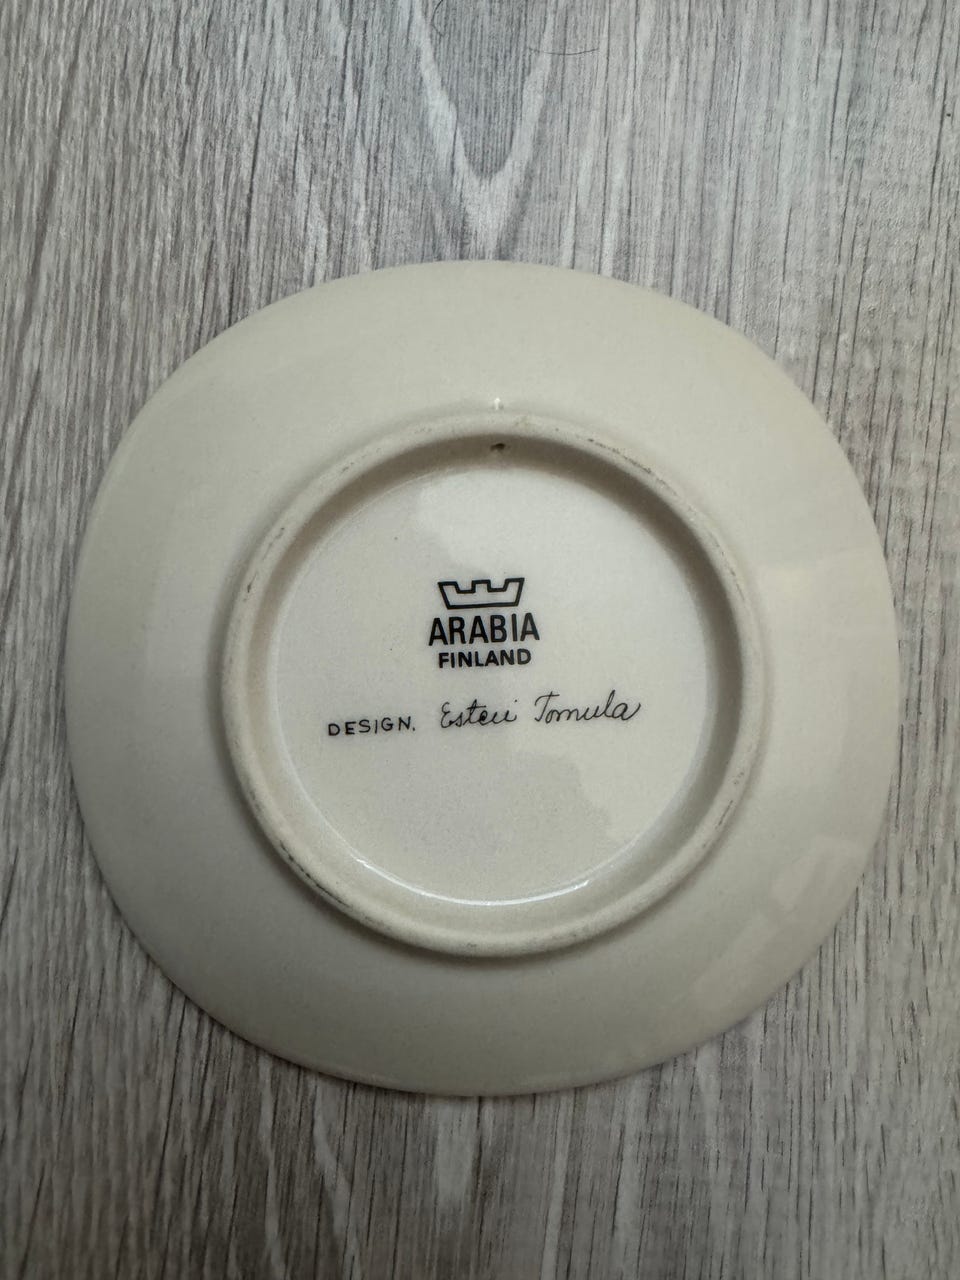 ARABIA
FINLAND
DESIGN. Esteri Tomula